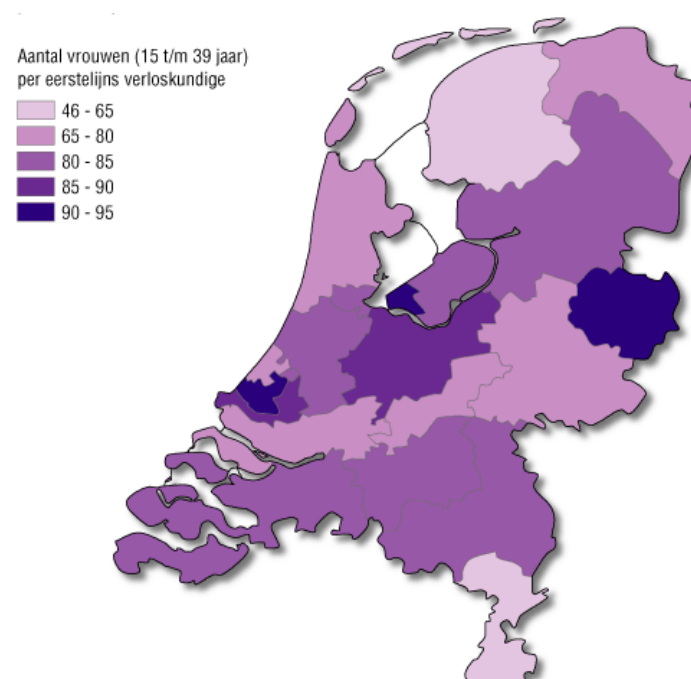 Aantal vrouwen (15 t/m 39 jaar)
per eerstelijns verloskundige
46 - 65
65 - 80
80 - 85
85 - 90
90 - 95